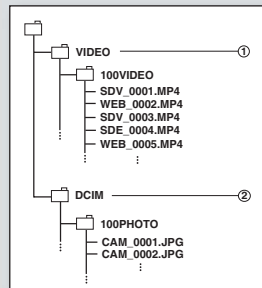 VIDEO ①
100VIDEO
SDV_0001.MP4
WEB_0002.MP4
SDV_0003.MP4
SDE_0004.MP4
WEB_0005.MP4
DCIM ②
100PHOTO
CAM_0001.JPG
CAM_0002.JPG